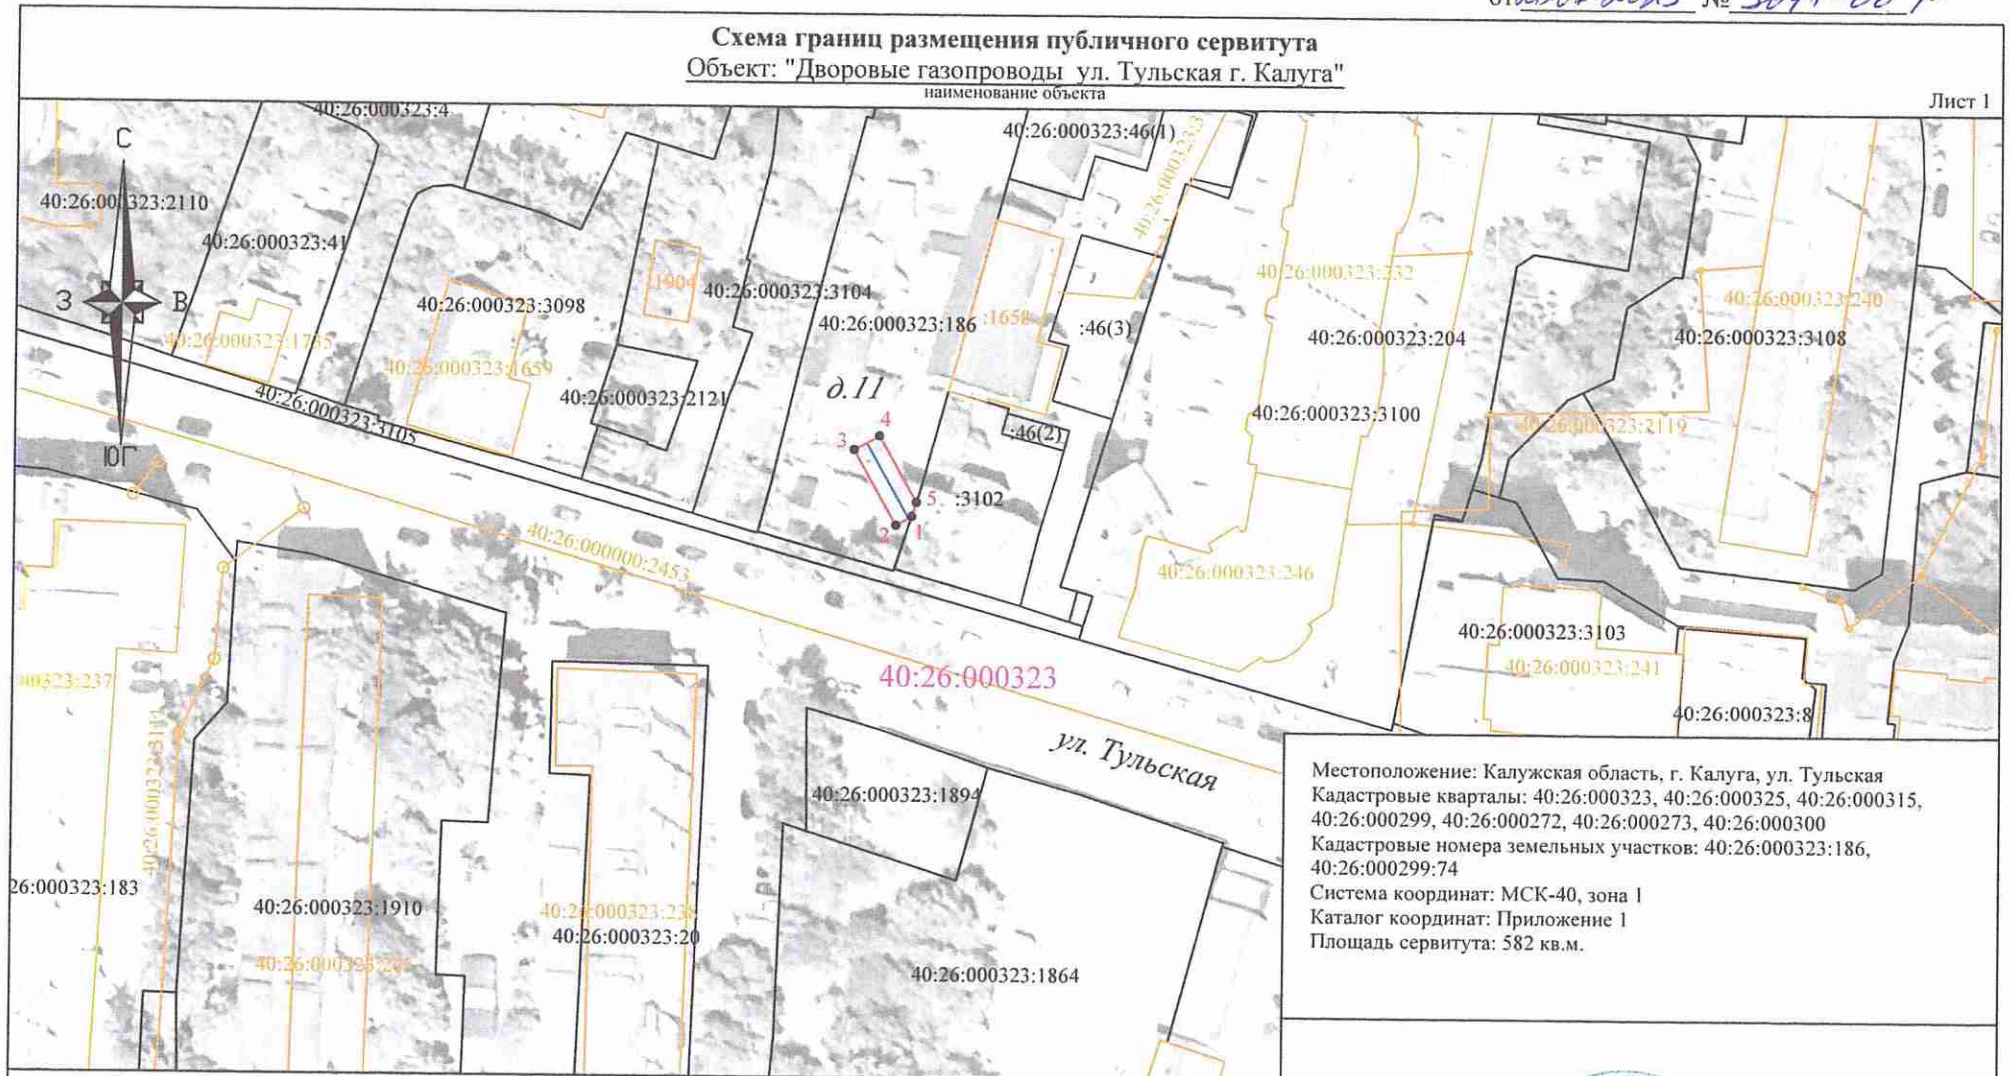 от № 
Схема границ размещения публичного сервитута
Объект: "Дворовые газопроводы ул. Тульская г. Калуга"
наименование объекта
Лист 1
40:26:000323:4
40:26:000323:46(1)
С
40:26:000323:2110
40:26:000323:41
З
В
ЮГ
40:26:000323:3098
:1904
40:26:000323:3104
40:26:000323:186
:1658
:46(3)
40:26:000323:232
40:26:000323:204
40:26:000323:240
40:26:000323:3108
40:26:000323:1735
40:26:000323:1659
40:26:000323:3105
40:26:000323:2121
д.11
40:26:000323:3100
40:26:000323:2119
:46(2)
3
4
5
:3102
2
1
40:26:000000:2453
40:26:000323:246
40:26:000323:3103
40:26:000323:241
40:26:000323:8
40:26:000323
00323:237
ул. Тульская
40:26:000323:1894
26:000323:183
40:26:000323:1910
40:26:000323:20
40:26:000323:1864
Местоположение: Калужская область, г. Калуга, ул. Тульская
Кадастровые кварталы: 40:26:000323, 40:26:000325, 40:26:000315,
40:26:000299, 40:26:000272, 40:26:000273, 40:26:000300
Кадастровые номера земельных участков: 40:26:000323:186,
40:26:000299:74
Система координат: МСК-40, зона 1
Каталог координат: Приложение 1
Площадь сервитута: 582 кв.м.